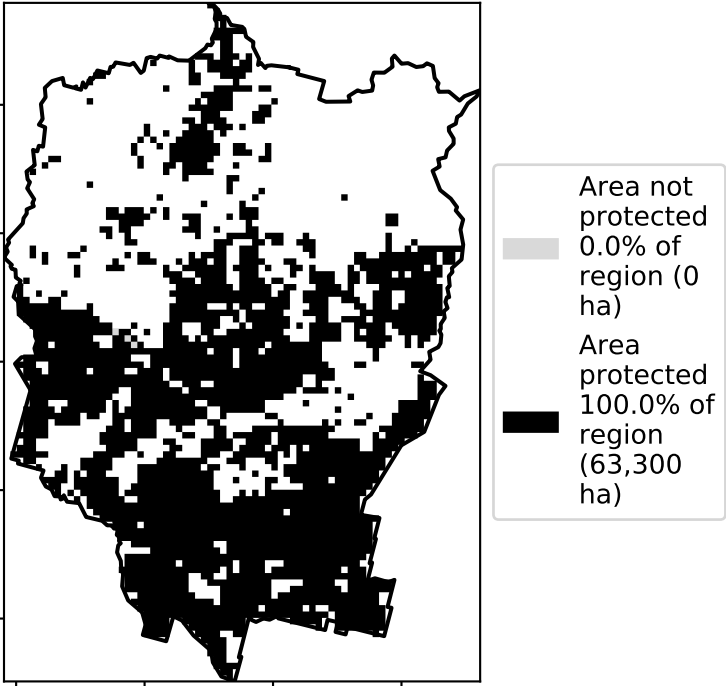 Area not
protected
0.0% of
region (0
ha)
Area
protected
100.0% of
region
(63,300
ha)